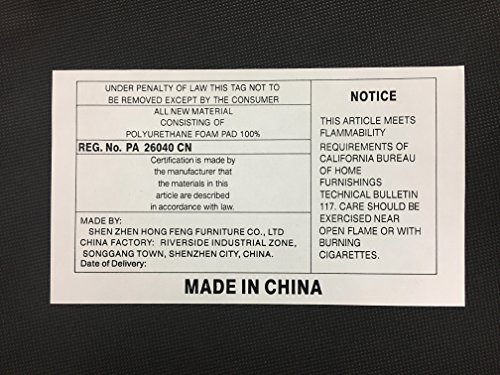 UNDER PENALTY OF LAW THIS TAG NOT TO
BE REMOVED EXCEPT BY THE CONSUMER
ALL NEW MATERIAL
CONSISTING OF
POLYURETHANE FOAM PAD 100%
REG. No. PA 26040 CN
Certification is made by
the manufacturer that
the materials in this
article are described
in accordance with law.
MADE BY:
SHEN ZHEN HONG FENG FURNITURE CO., LTD
CHINA FACTORY: RIVERSIDE INDUSTRIAL ZONE,
SONGGANG TOWN, SHENZHEN CITY, CHINA.
Date of Delivery:
NOTICE
THIS ARTICLE MEETS
FLAMMABILITY
REQUIREMENTS OF
CALIFORNIA BUREAU
OF HOME
FURNISHINGS
TECHNICAL BULLETIN
117. CARE SHOULD BE
EXERCISED NEAR
OPEN FLAME OR WITH
BURNING
CIGARETTES.
MADE IN CHINA